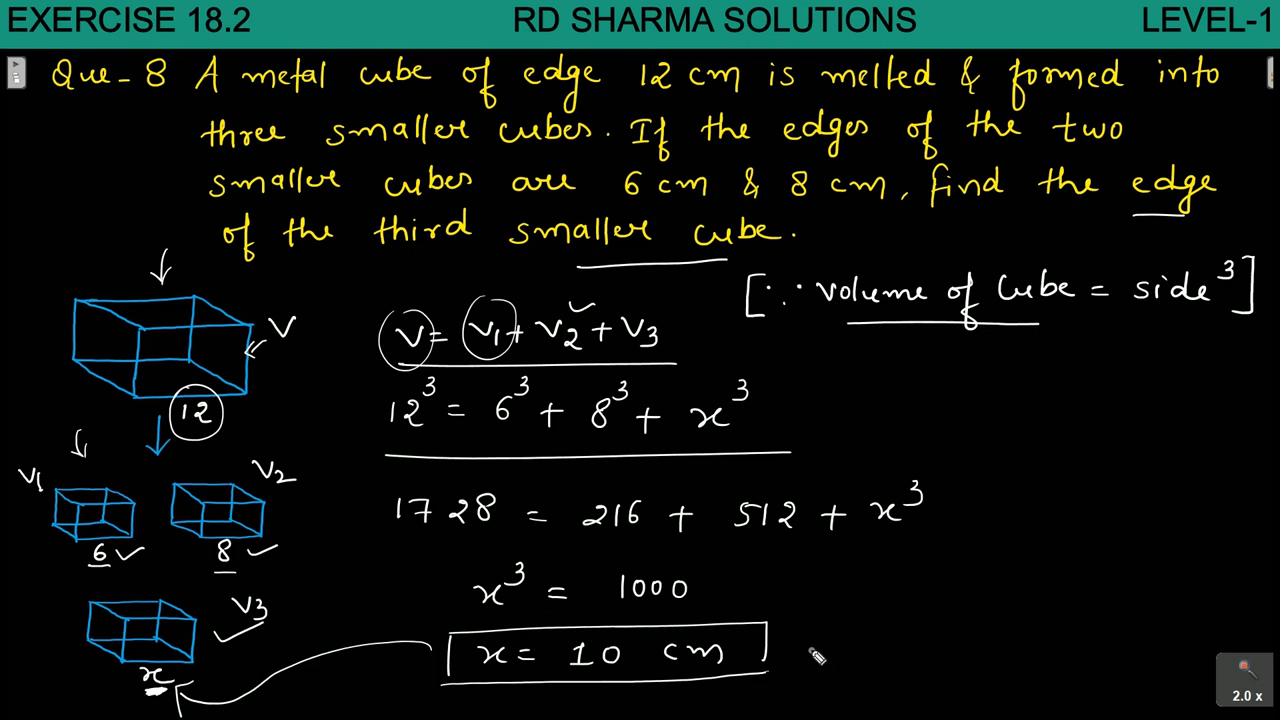 EXERCISE 18.2 RD SHARMA SOLUTIONS LEVEL-1
Que-8 A metal cube of edge 12 cm is melted & formed into
three smaller cubes. If the edges of the two
smaller cubes are 6 cm & 8 cm, find the edge
of the third smaller cube.
[∵ volume of cube = side³]
V
V = V₁ + V₂ + V₃
12
12³ = 6³ + 8³ + x³
V₁ V₂
1728 = 216 + 512 + x³
6 8
x³ = 1000
V₃
x = 10 cm
x
2.0 x